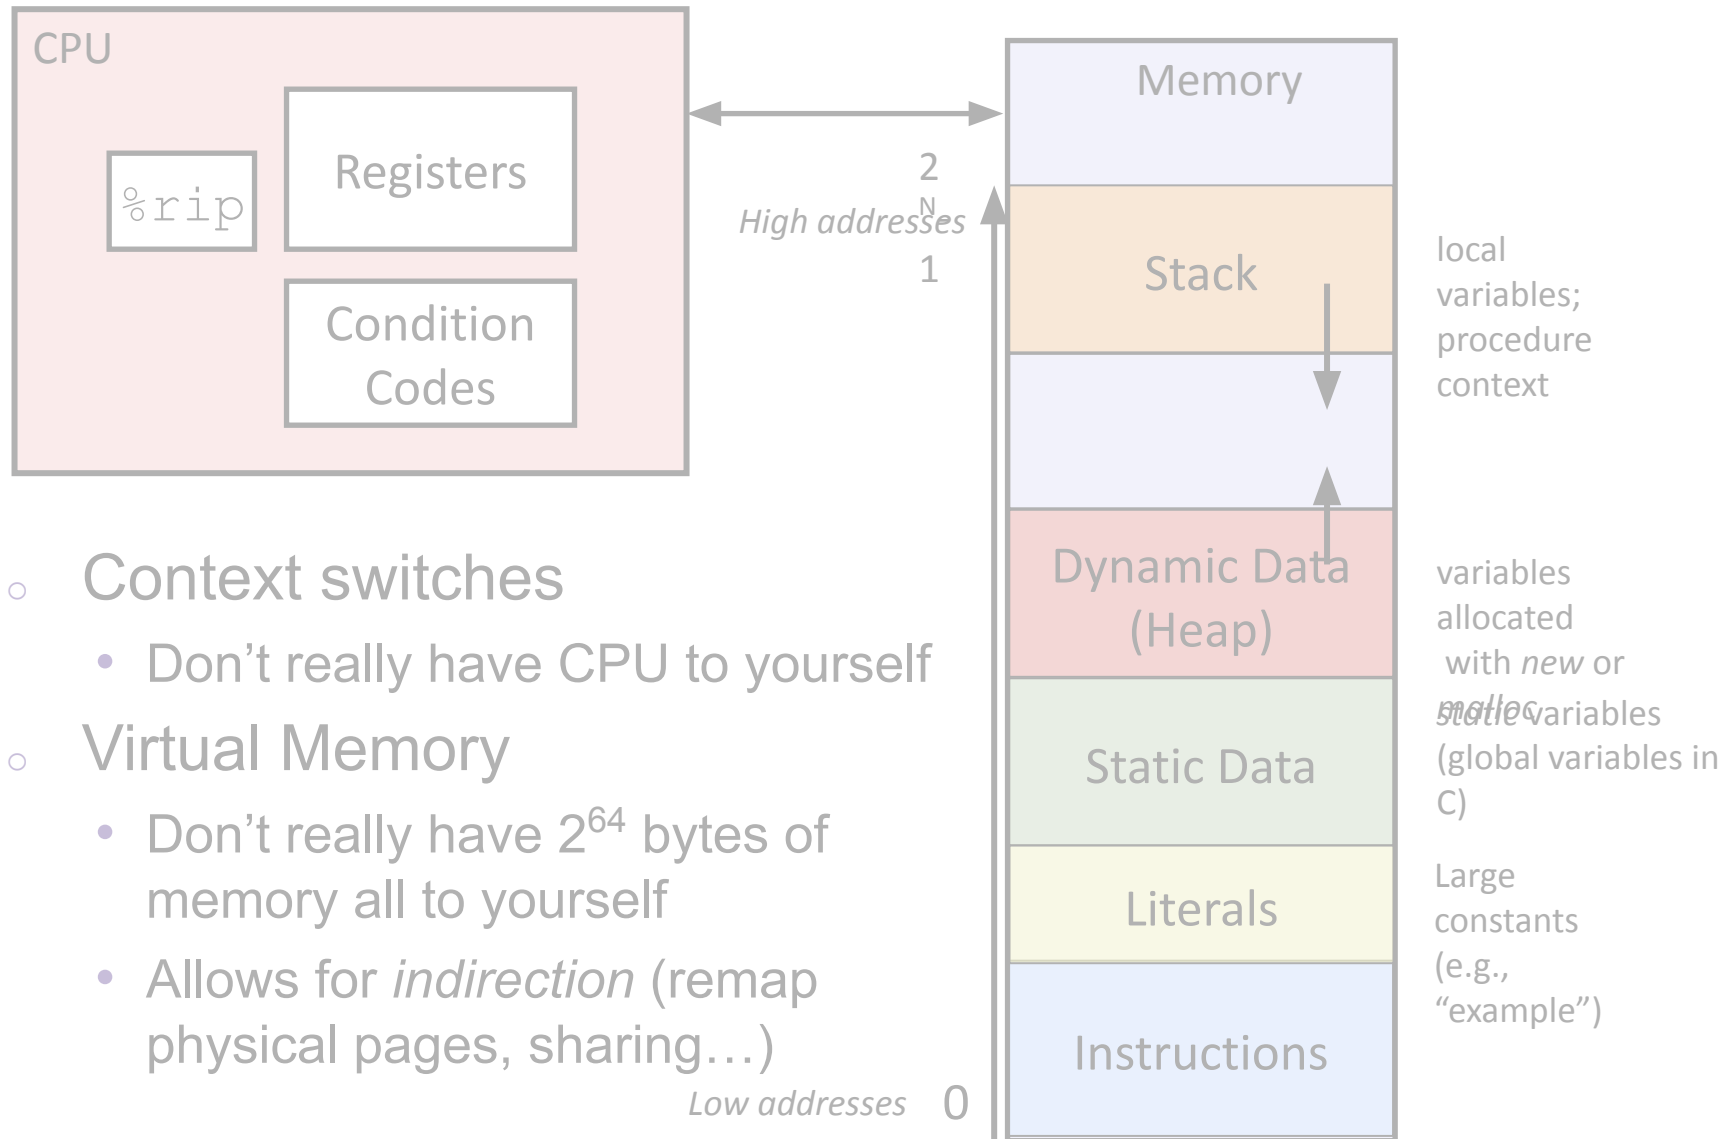 CPU
%rip
Registers
Condition
Codes
Context switches
Don’t really have CPU to yourself
Virtual Memory
Don’t really have 2^64 bytes of
memory all to yourself
Allows for indirection (remap
physical pages, sharing…)
2
N-
1
High addresses
Low addresses
0
Memory
Stack
Dynamic Data
(Heap)
Static Data
Literals
Instructions
local
variables;
procedure
context
variables
allocated
with new or
malloc
static variables
(global variables in
C)
Large
constants
(e.g.,
“example”)